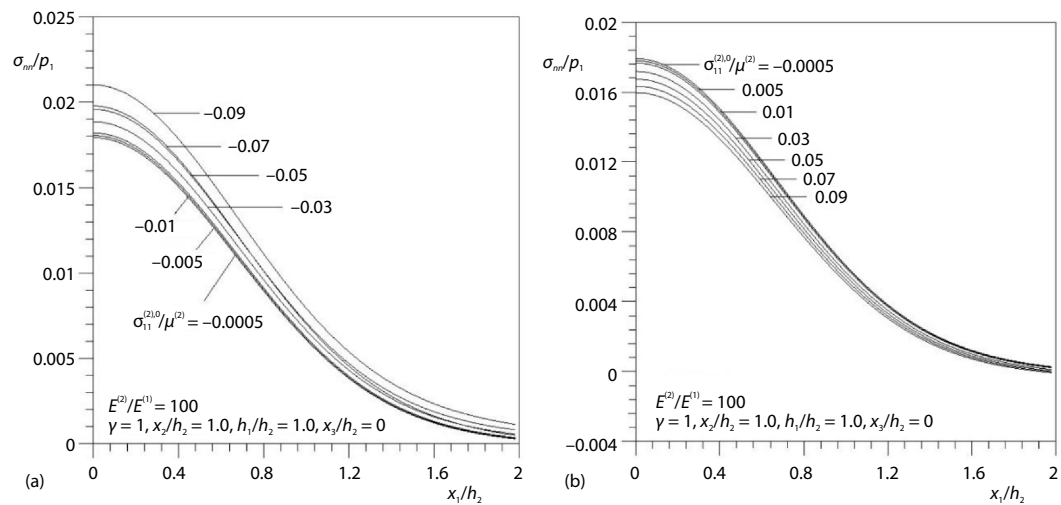 0.025
σnn/p1
0.02
0.015
0.01
0.005
0
–0.09
–0.07
–0.05
–0.03
–0.01
–0.005
σ11(2),0/μ(2) = –0.0005
E(2)/E(1) = 100
γ = 1, x2/h2 = 1.0, h1/h2 = 1.0, x3/h2 = 0
0 0.4 0.8 1.2 1.6 2
(a) x1/h2
0.02
σnn/p1
0.016
0.012
0.008
0.004
0
–0.004
σ11(2),0/μ(2) = –0.0005
0.005
0.01
0.03
0.05
0.07
0.09
E(2)/E(1) = 100
γ = 1, x2/h2 = 1.0, h1/h2 = 1.0, x3/h2 = 0
0 0.4 0.8 1.2 1.6 2
(b) x1/h2